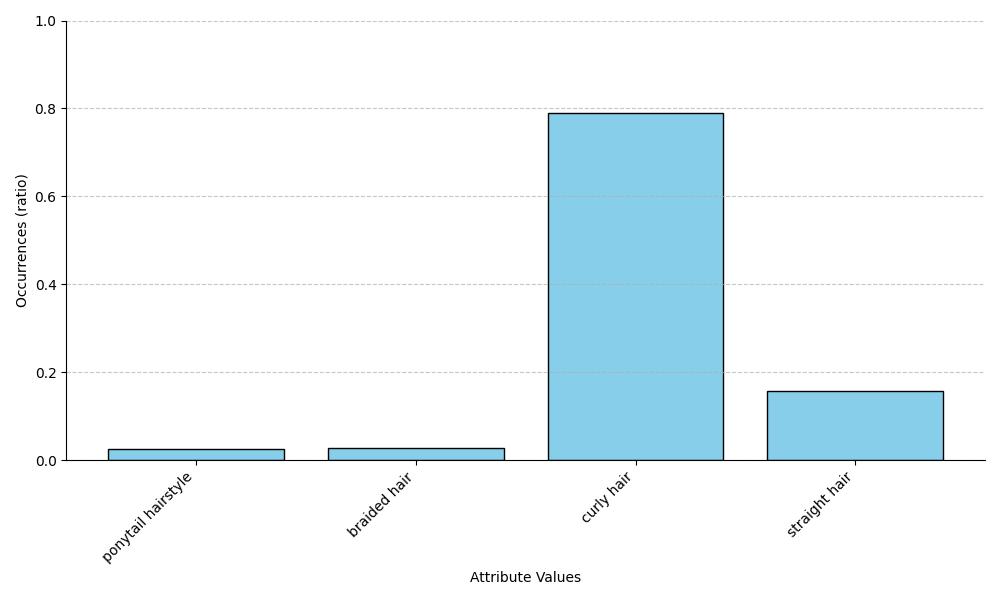 1.0
0.8
0.6
0.4
0.2
0.0
Occurrences (ratio)
ponytail hairstyle
braided hair
curly hair
straight hair
Attribute Values